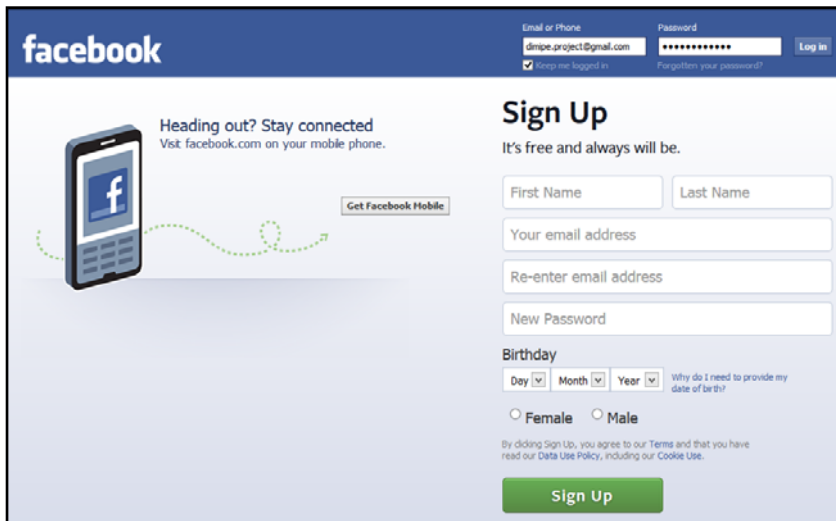 facebook
Email or Phone
Password
dmipe.project@gmail.com
••••••••••••
Log in
Keep me logged in
Forgotten your password?
Heading out? Stay connected
Visit facebook.com on your mobile phone.
f
Get Facebook Mobile
Sign Up
It's free and always will be.
First Name
Last Name
Your email address
Re-enter email address
New Password
Birthday
Day
Month
Year
Why do I need to provide my
date of birth?
Female
Male
By clicking Sign Up, you agree to our Terms and that you have
read our Data Use Policy, including our Cookie Use.
Sign Up